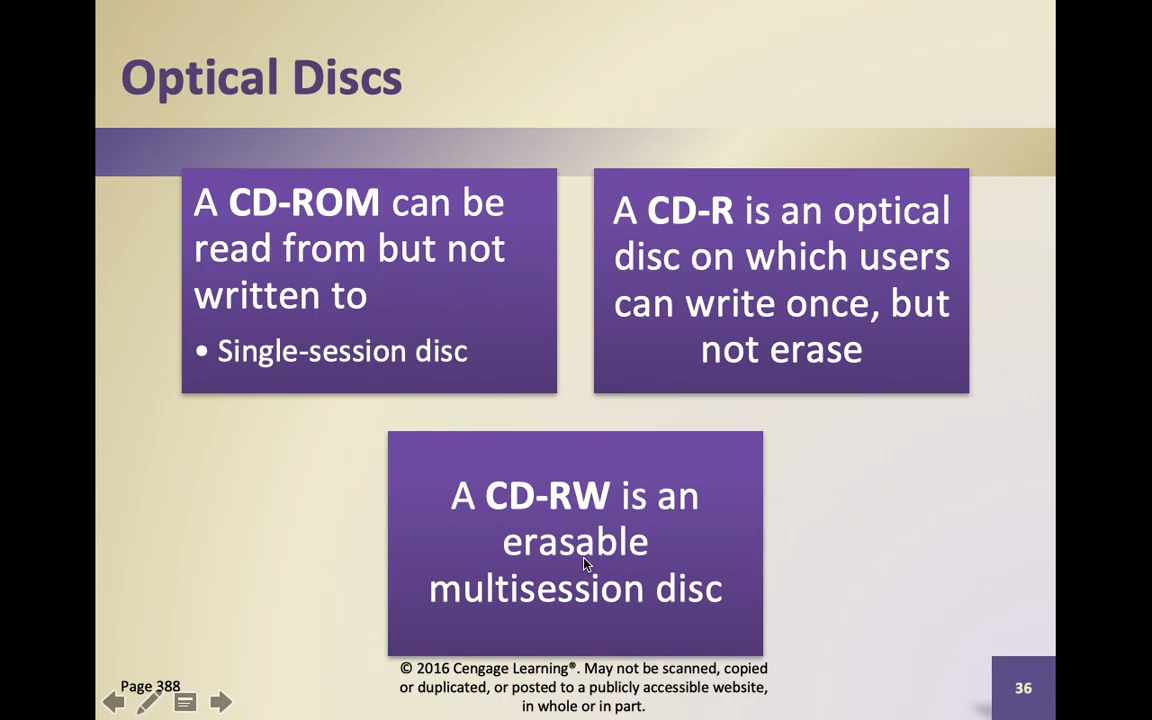 Optical Discs
A CD-ROM can be
read from but not
written to
• Single-session disc
A CD-R is an optical
disc on which users
can write once, but
not erase
A CD-RW is an
erasable
multisession disc
Page 388
© 2016 Cengage Learning®. May not be scanned, copied
or duplicated, or posted to a publicly accessible website,
in whole or in part.
36